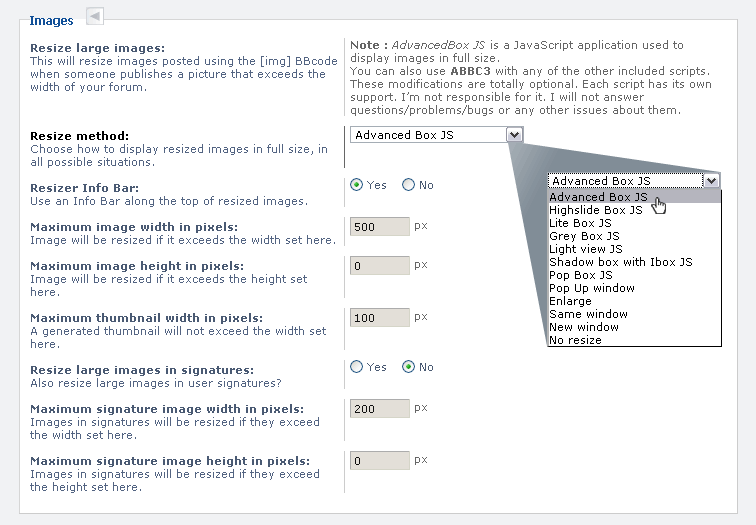 Images
Resize large images:
This will resize images posted using the [img] BBcode
when someone publishes a picture that exceeds the
width of your forum.
Note : AdvancedBox JS is a JavaScript application used to
display images in full size.
You can also use ABBC3 with any of the other included scripts.
These modifications are totally optional. Each script has its own
support. I'm not responsible for it. I will not answer
questions/problems/bugs or any other issues about them.
Resize method:
Choose how to display resized images in full size, in
all possible situations.
Advanced Box JS
Resizer Info Bar:
Use an Info Bar along the top of resized images.
Yes No
Maximum image width in pixels:
Image will be resized if it exceeds the width set here.
500 px
Maximum image height in pixels:
Image will be resized if it exceeds the height set
here.
0 px
Maximum thumbnail width in pixels:
A generated thumbnail will not exceed the width set
here.
100 px
Resize large images in signatures:
Also resize large images in user signatures?
Yes No
Maximum signature image width in pixels:
Images in signatures will be resized if they exceed
the width set here.
200 px
Maximum signature image height in pixels:
Images in signatures will be resized if they exceed
the height set here.
0 px
Advanced Box JS
Advanced Box JS
Highslide Box JS
Lite Box JS
Grey Box JS
Light view JS
Shadow box with Ibox JS
Pop Box JS
Pop Up window
Enlarge
Same window
New window
No resize